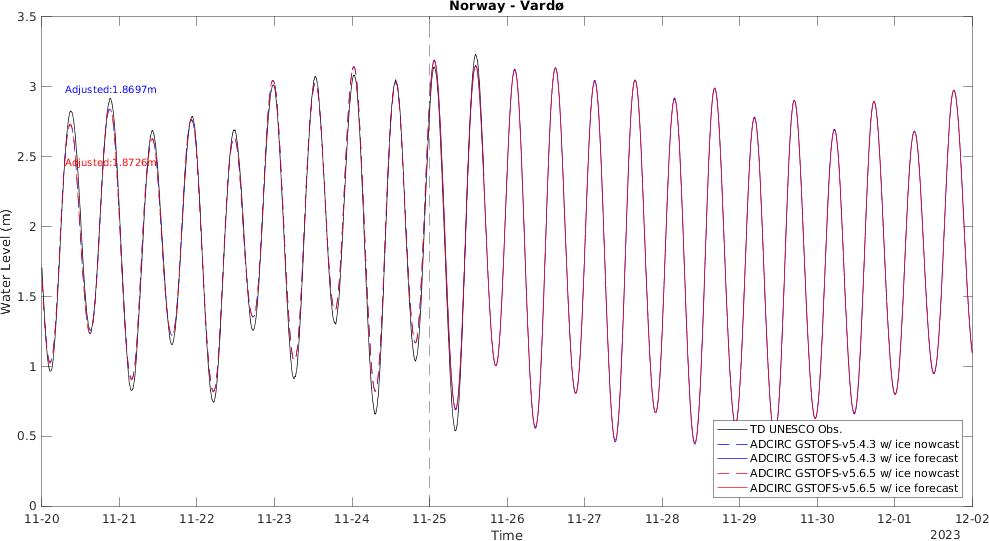 Norway - Vardø
3.5
3
2.5
2
1.5
1
0.5
0
Water Level (m)
Adjusted:1.8697m
Adjusted:1.8726m
TD UNESCO Obs.
ADCIRC GSTOFS-v5.4.3 w/ ice nowcast
ADCIRC GSTOFS-v5.4.3 w/ ice forecast
ADCIRC GSTOFS-v5.6.5 w/ ice nowcast
ADCIRC GSTOFS-v5.6.5 w/ ice forecast
11-20 11-21 11-22 11-23 11-24 11-25 11-26 11-27 11-28 11-29 11-30 12-01 12-02
Time
2023